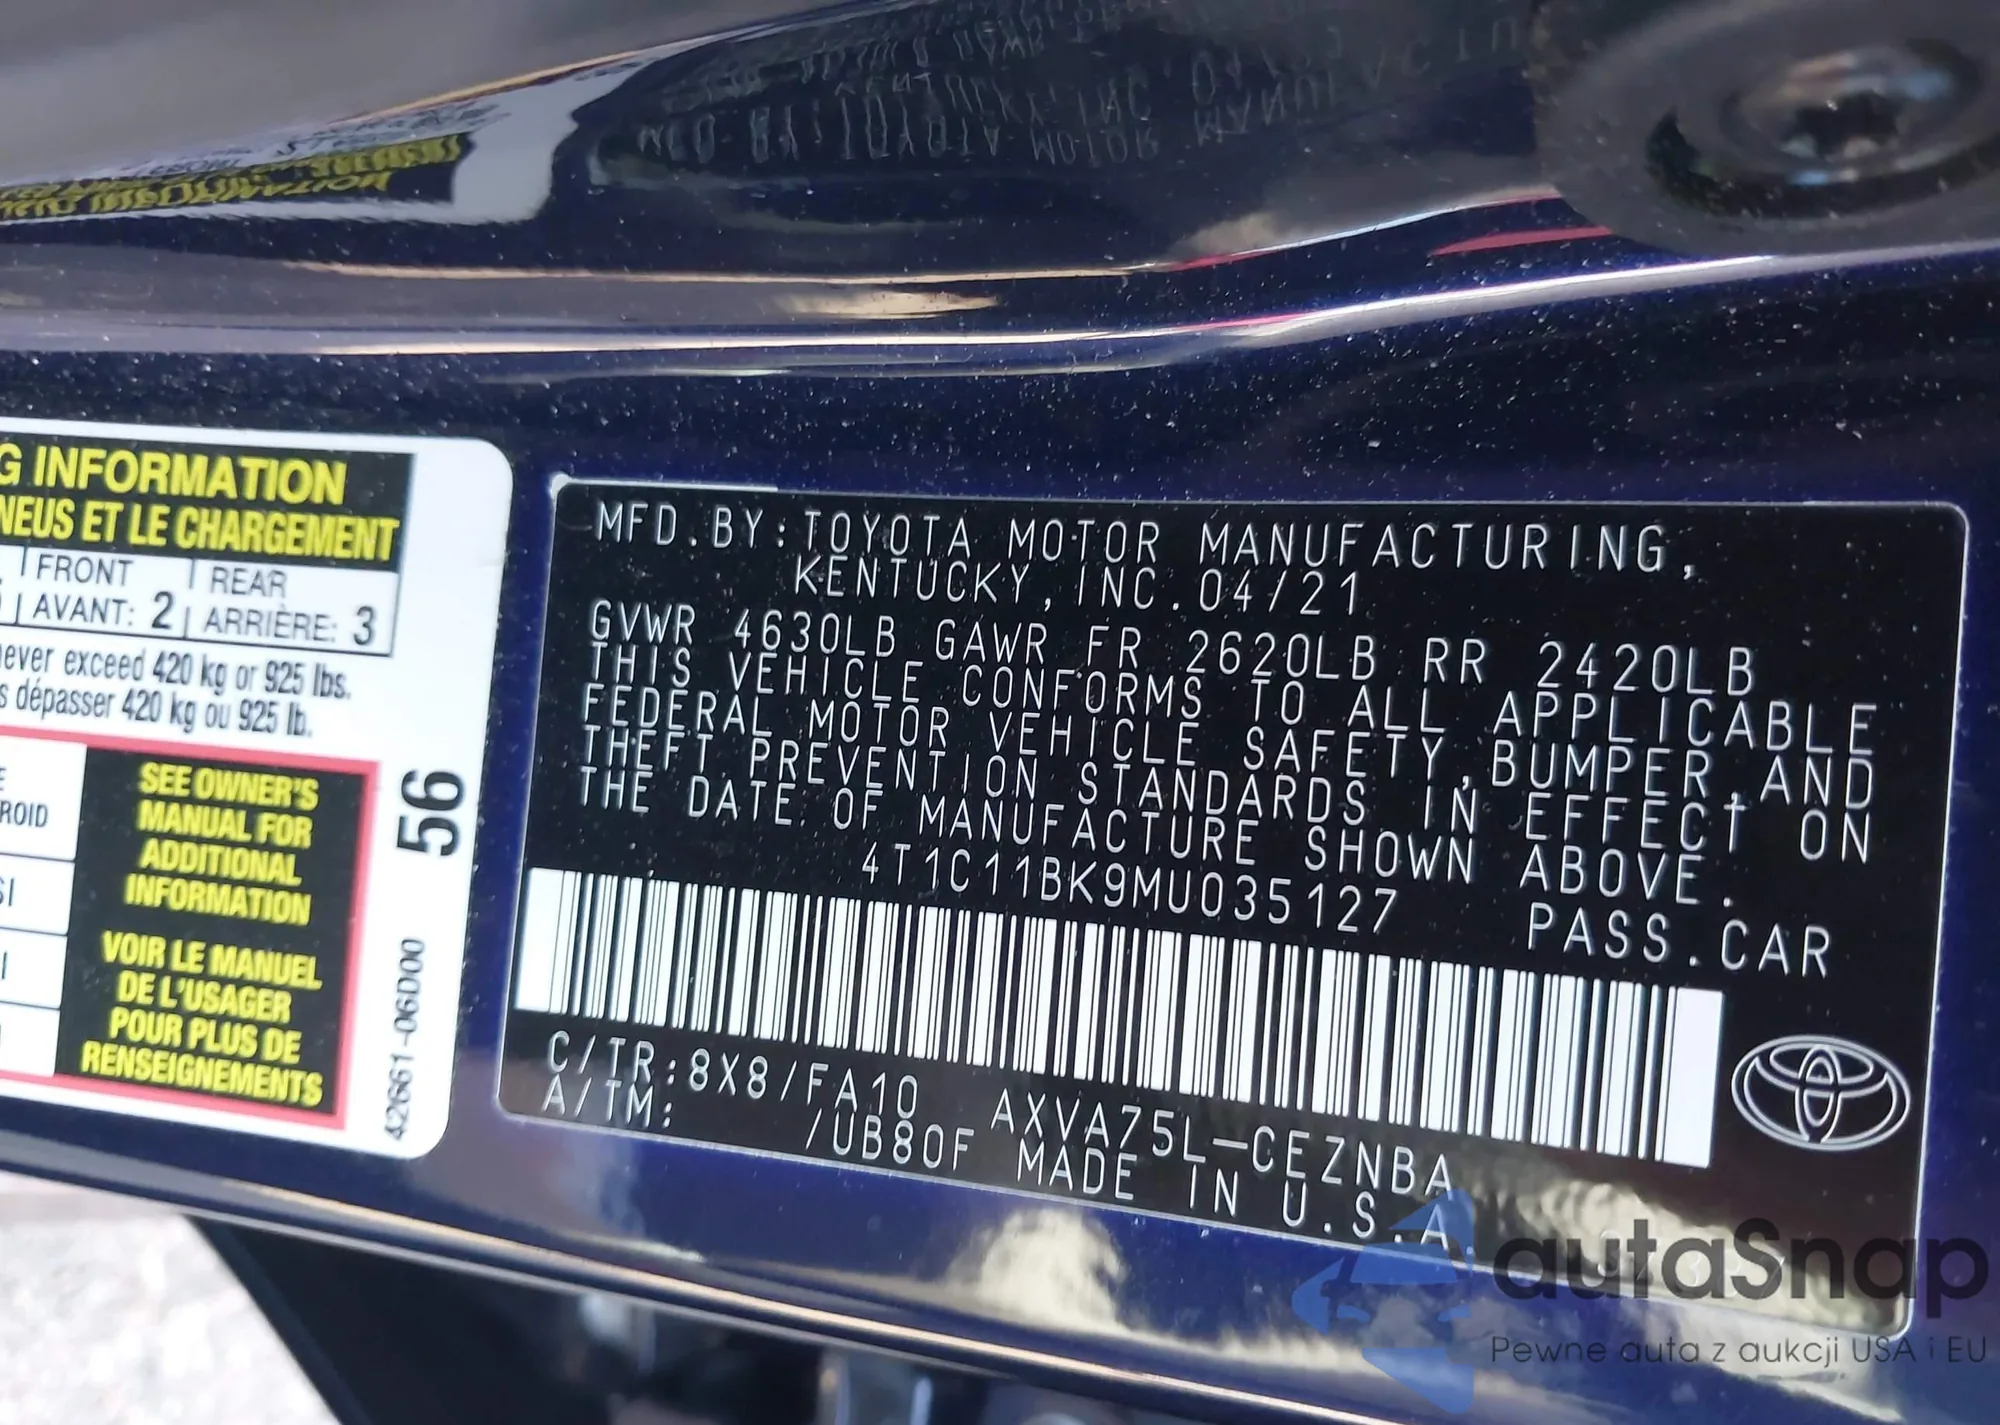 G INFORMATION
NEUS ET LE CHARGEMENT
FRONT REAR
AVANT: 2 ARRIÈRE: 3
never exceed 420 kg or 925 lbs.
s dépasser 420 kg ou 925 lb.
E
ROID
SI
I
SEE OWNER'S
MANUAL FOR
ADDITIONAL
INFORMATION
VOIR LE MANUEL
DE L'USAGER
POUR PLUS DE
RENSEIGNEMENTS
56
42661-06D00
MFD. BY: TOYOTA MOTOR MANUFACTURING,
KENTUCKY, INC. 04/21
GVWR 4630LB GAWR FR 2620LB RR 2420LB
THIS VEHICLE CONFORMS TO ALL APPLICABLE
FEDERAL MOTOR VEHICLE SAFETY, BUMPER, AND
THEFT PREVENTION STANDARDS IN EFFECT ON
THE DATE OF MANUFACTURE SHOWN ABOVE.
4T1C11BK9MU035127 PASS. CAR
C/TR: 8X8/FA10 AXVA75L-CEZNBA
A/TM: /UB80F MADE IN U.S.A.
autaSnap
Pewne auta z aukcji USA i EU